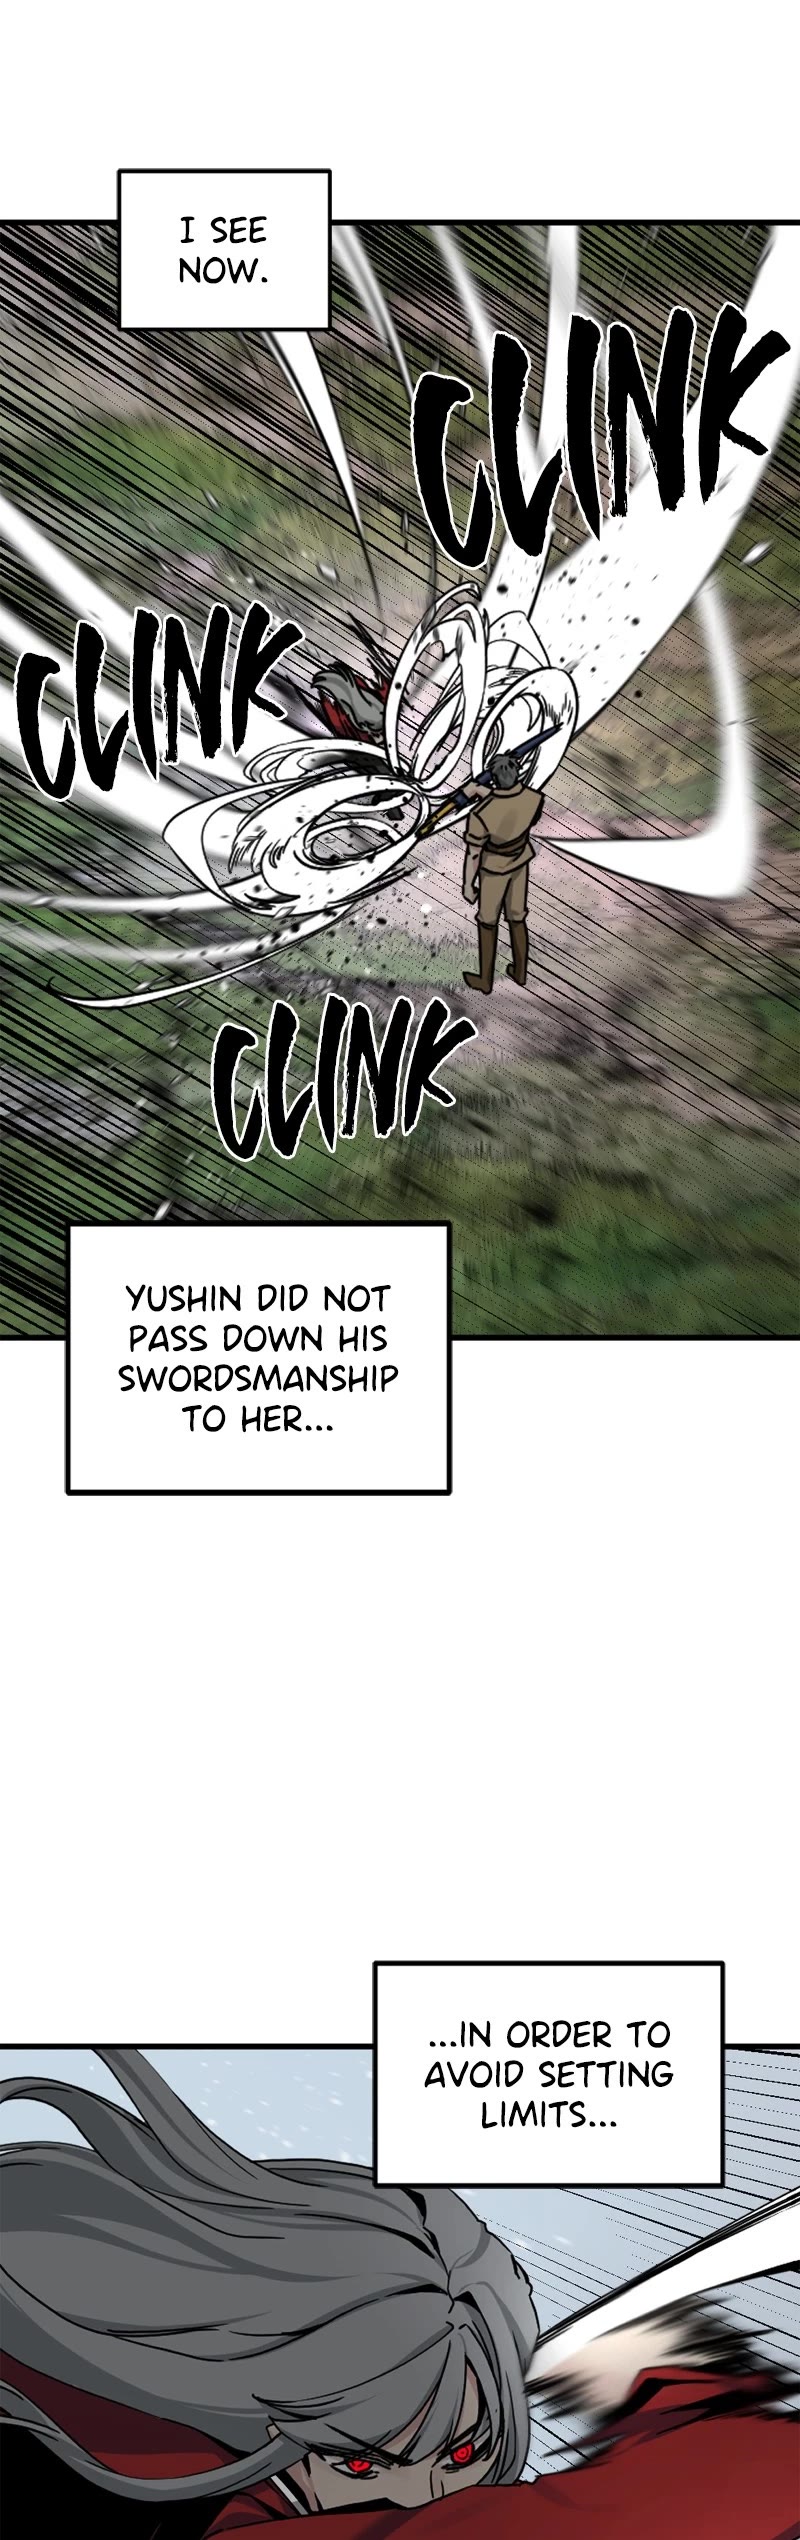 I SEE
NOW.
CLINK
CLINK
CLINK
YUSHIN DID NOT
PASS DOWN HIS
SWORDSMANSHIP
TO HER...
...IN ORDER TO
AVOID SETTING
LIMITS...